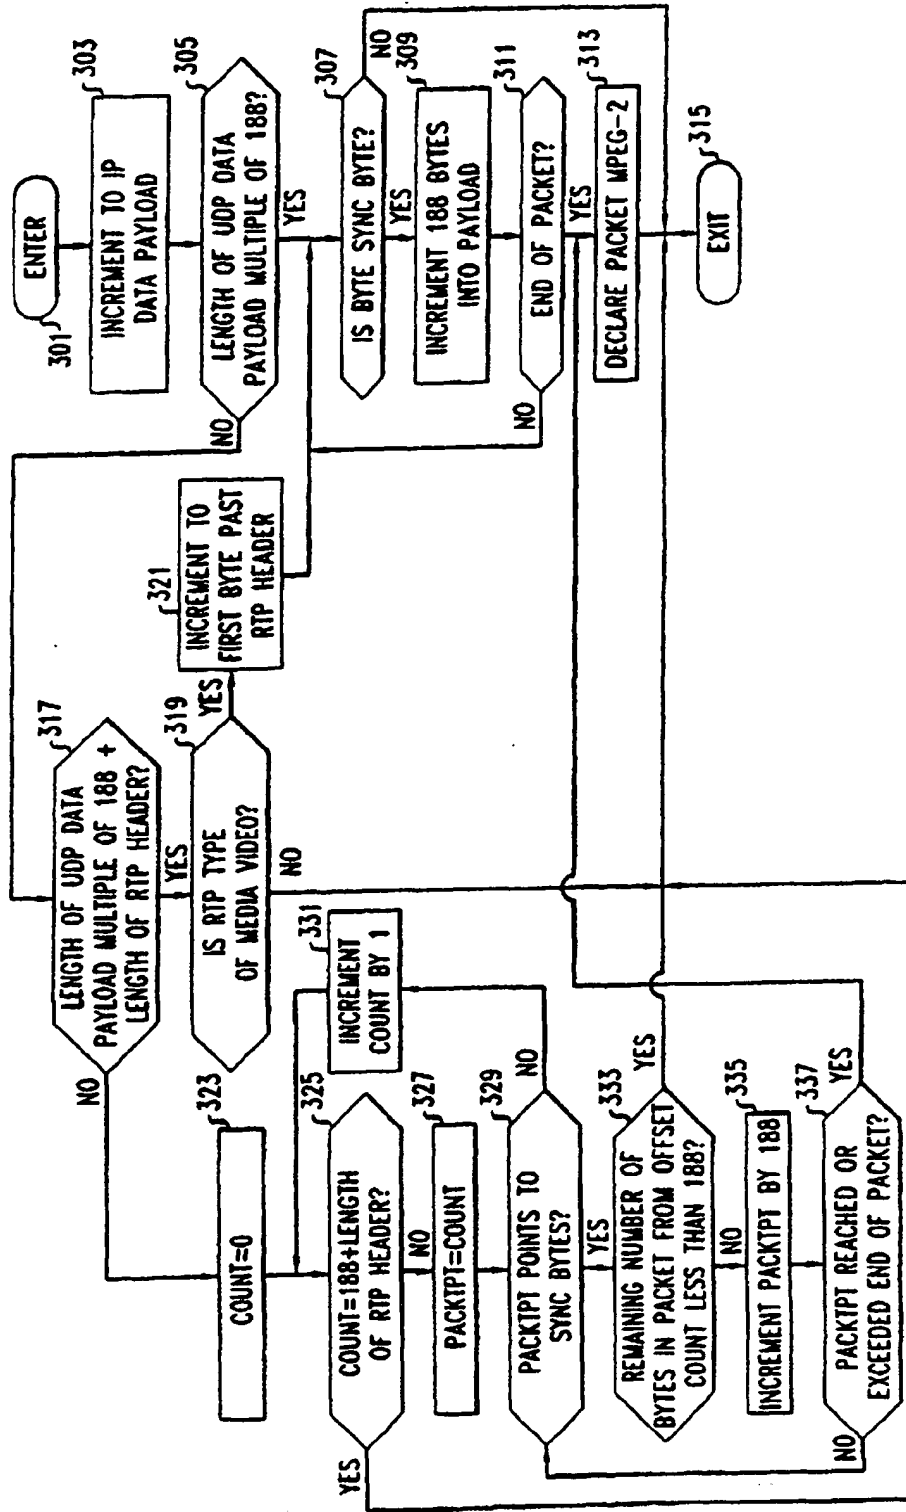 301
ENTER
303
INCREMENT TO IP
DATA PAYLOAD
305
LENGTH OF UDP DATA
PAYLOAD MULTIPLE OF 188?
NO
YES
307
IS BYTE SYNC BYTE?
NO
YES
309
INCREMENT 188 BYTES
INTO PAYLOAD
311
END OF PACKET?
NO
YES
313
DECLARE PACKET MPEG-2
315
EXIT
317
LENGTH OF UDP DATA
PAYLOAD MULTIPLE OF 188 +
LENGTH OF RTP HEADER?
NO
YES
319
IS RTP TYPE
OF MEDIA VIDEO?
YES
NO
321
INCREMENT TO
FIRST BYTE PAST
RTP HEADER
323
COUNT=0
325
COUNT=188+LENGTH
OF RTP HEADER?
YES
NO
327
PACKTPT=COUNT
329
PACKTPT POINTS TO
SYNC BYTES?
NO
YES
331
INCREMENT
COUNT BY 1
333
REMAINING NUMBER OF
BYTES IN PACKET FROM OFFSET
COUNT LESS THAN 188?
YES
NO
335
INCREMENT PACKTPT BY 188
337
PACKTPT REACHED OR
EXCEEDED END OF PACKET?
NO
YES